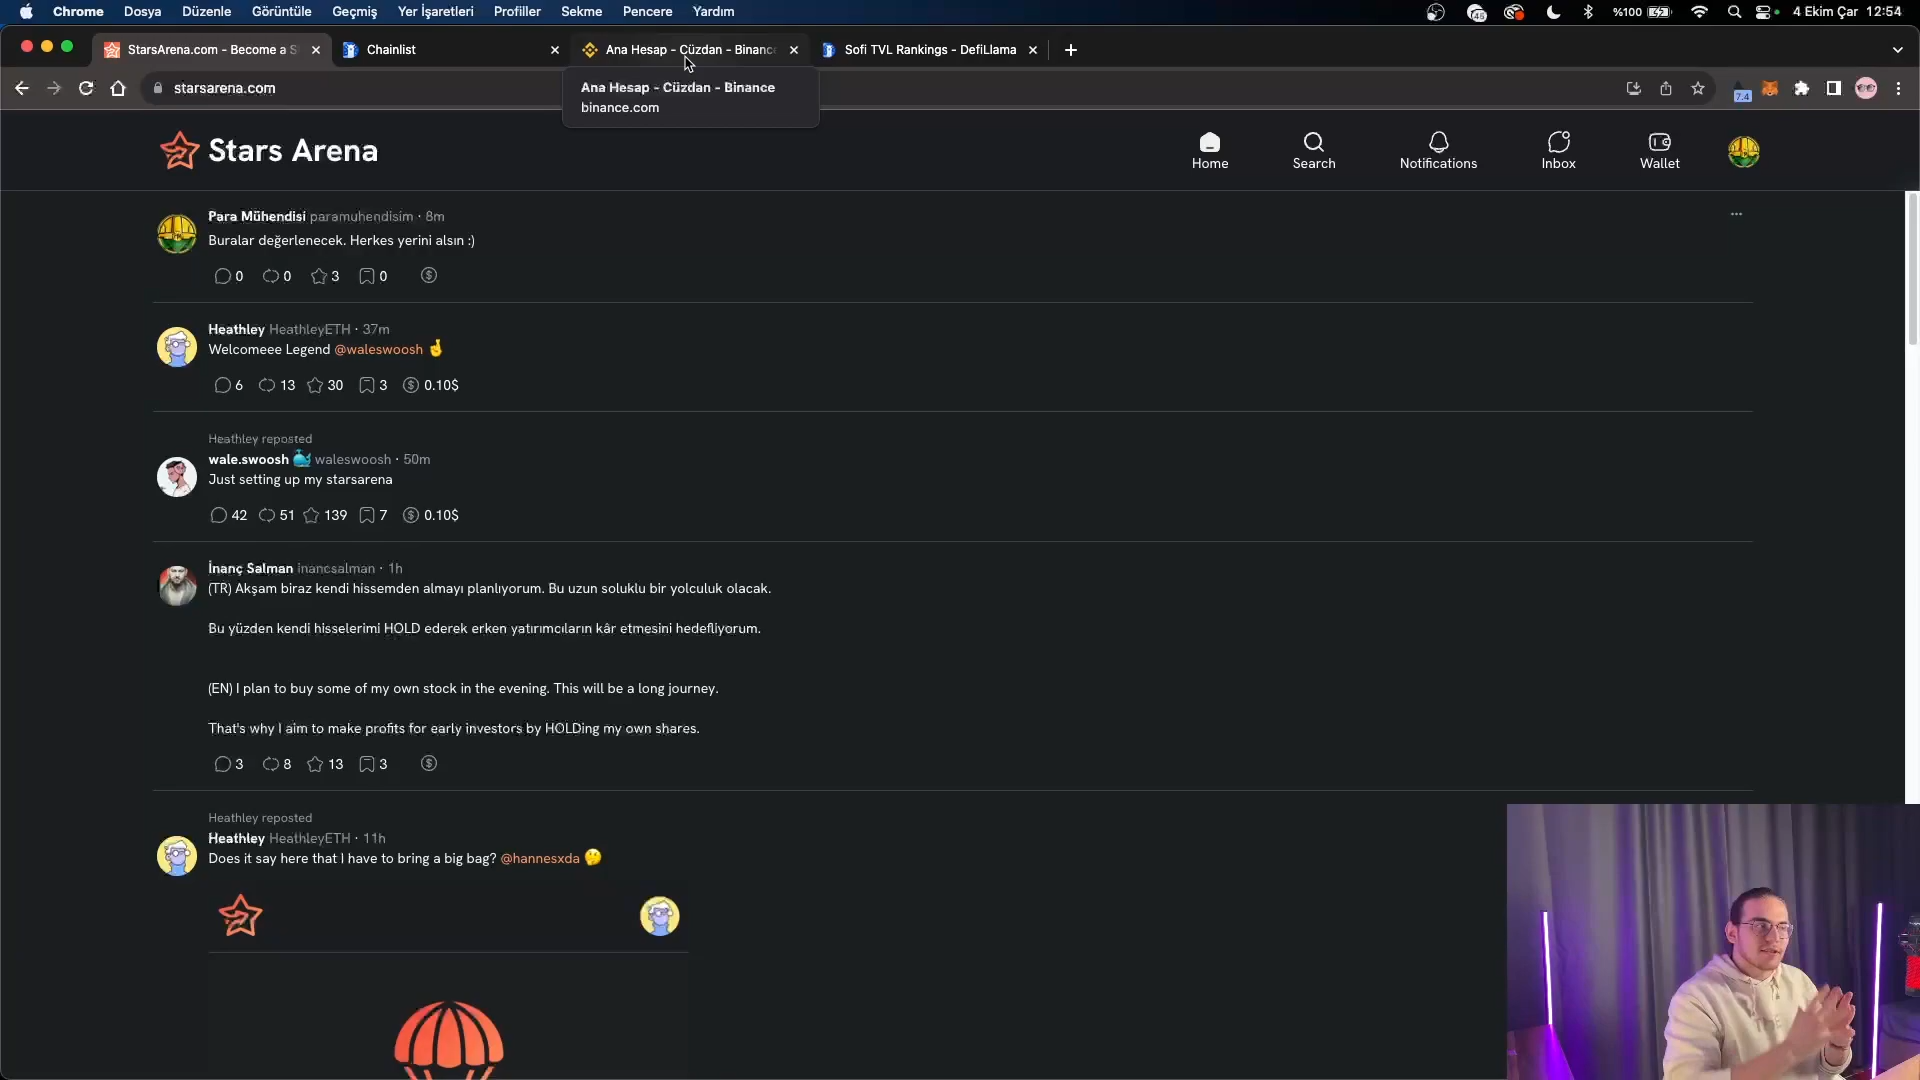 Chrome Dosya Düzenle Görüntüle Geçmiş Yer İşaretleri Profiller Sekme Pencere Yardım
45 %100 4 Ekim Çar 12:54
StarsArena.com - Become a S
Chainlist
Ana Hesap - Cüzdan - Binance
Sofi TVL Rankings - DefiLlama
starsarena.com
7.4
Ana Hesap - Cüzdan - Binance
binance.com
Stars Arena
Home
Search
Notifications
Inbox
Wallet
Para Mühendisi paramuhendisim · 8m
Buralar değerlenecek. Herkes yerini alsın :)
0 0 3 0
Heathley HeathleyETH · 37m
Welcomeee Legend @waleswoosh 🤞
6 13 30 3 0.10$
Heathley reposted
wale.swoosh 🐳 waleswoosh · 50m
Just setting up my starsarena
42 51 139 7 0.10$
İnanç Salman inancsalman · 1h
(TR) Akşam biraz kendi hissemden almayı planlıyorum. Bu uzun soluklu bir yolculuk olacak.
Bu yüzden kendi hisselerimi HOLD ederek erken yatırımcıların kâr etmesini hedefliyorum.
(EN) I plan to buy some of my own stock in the evening. This will be a long journey.
That's why I aim to make profits for early investors by HOLDing my own shares.
3 8 13 3
Heathley reposted
Heathley HeathleyETH · 11h
Does it say here that I have to bring a big bag? @hannesxda 🤔